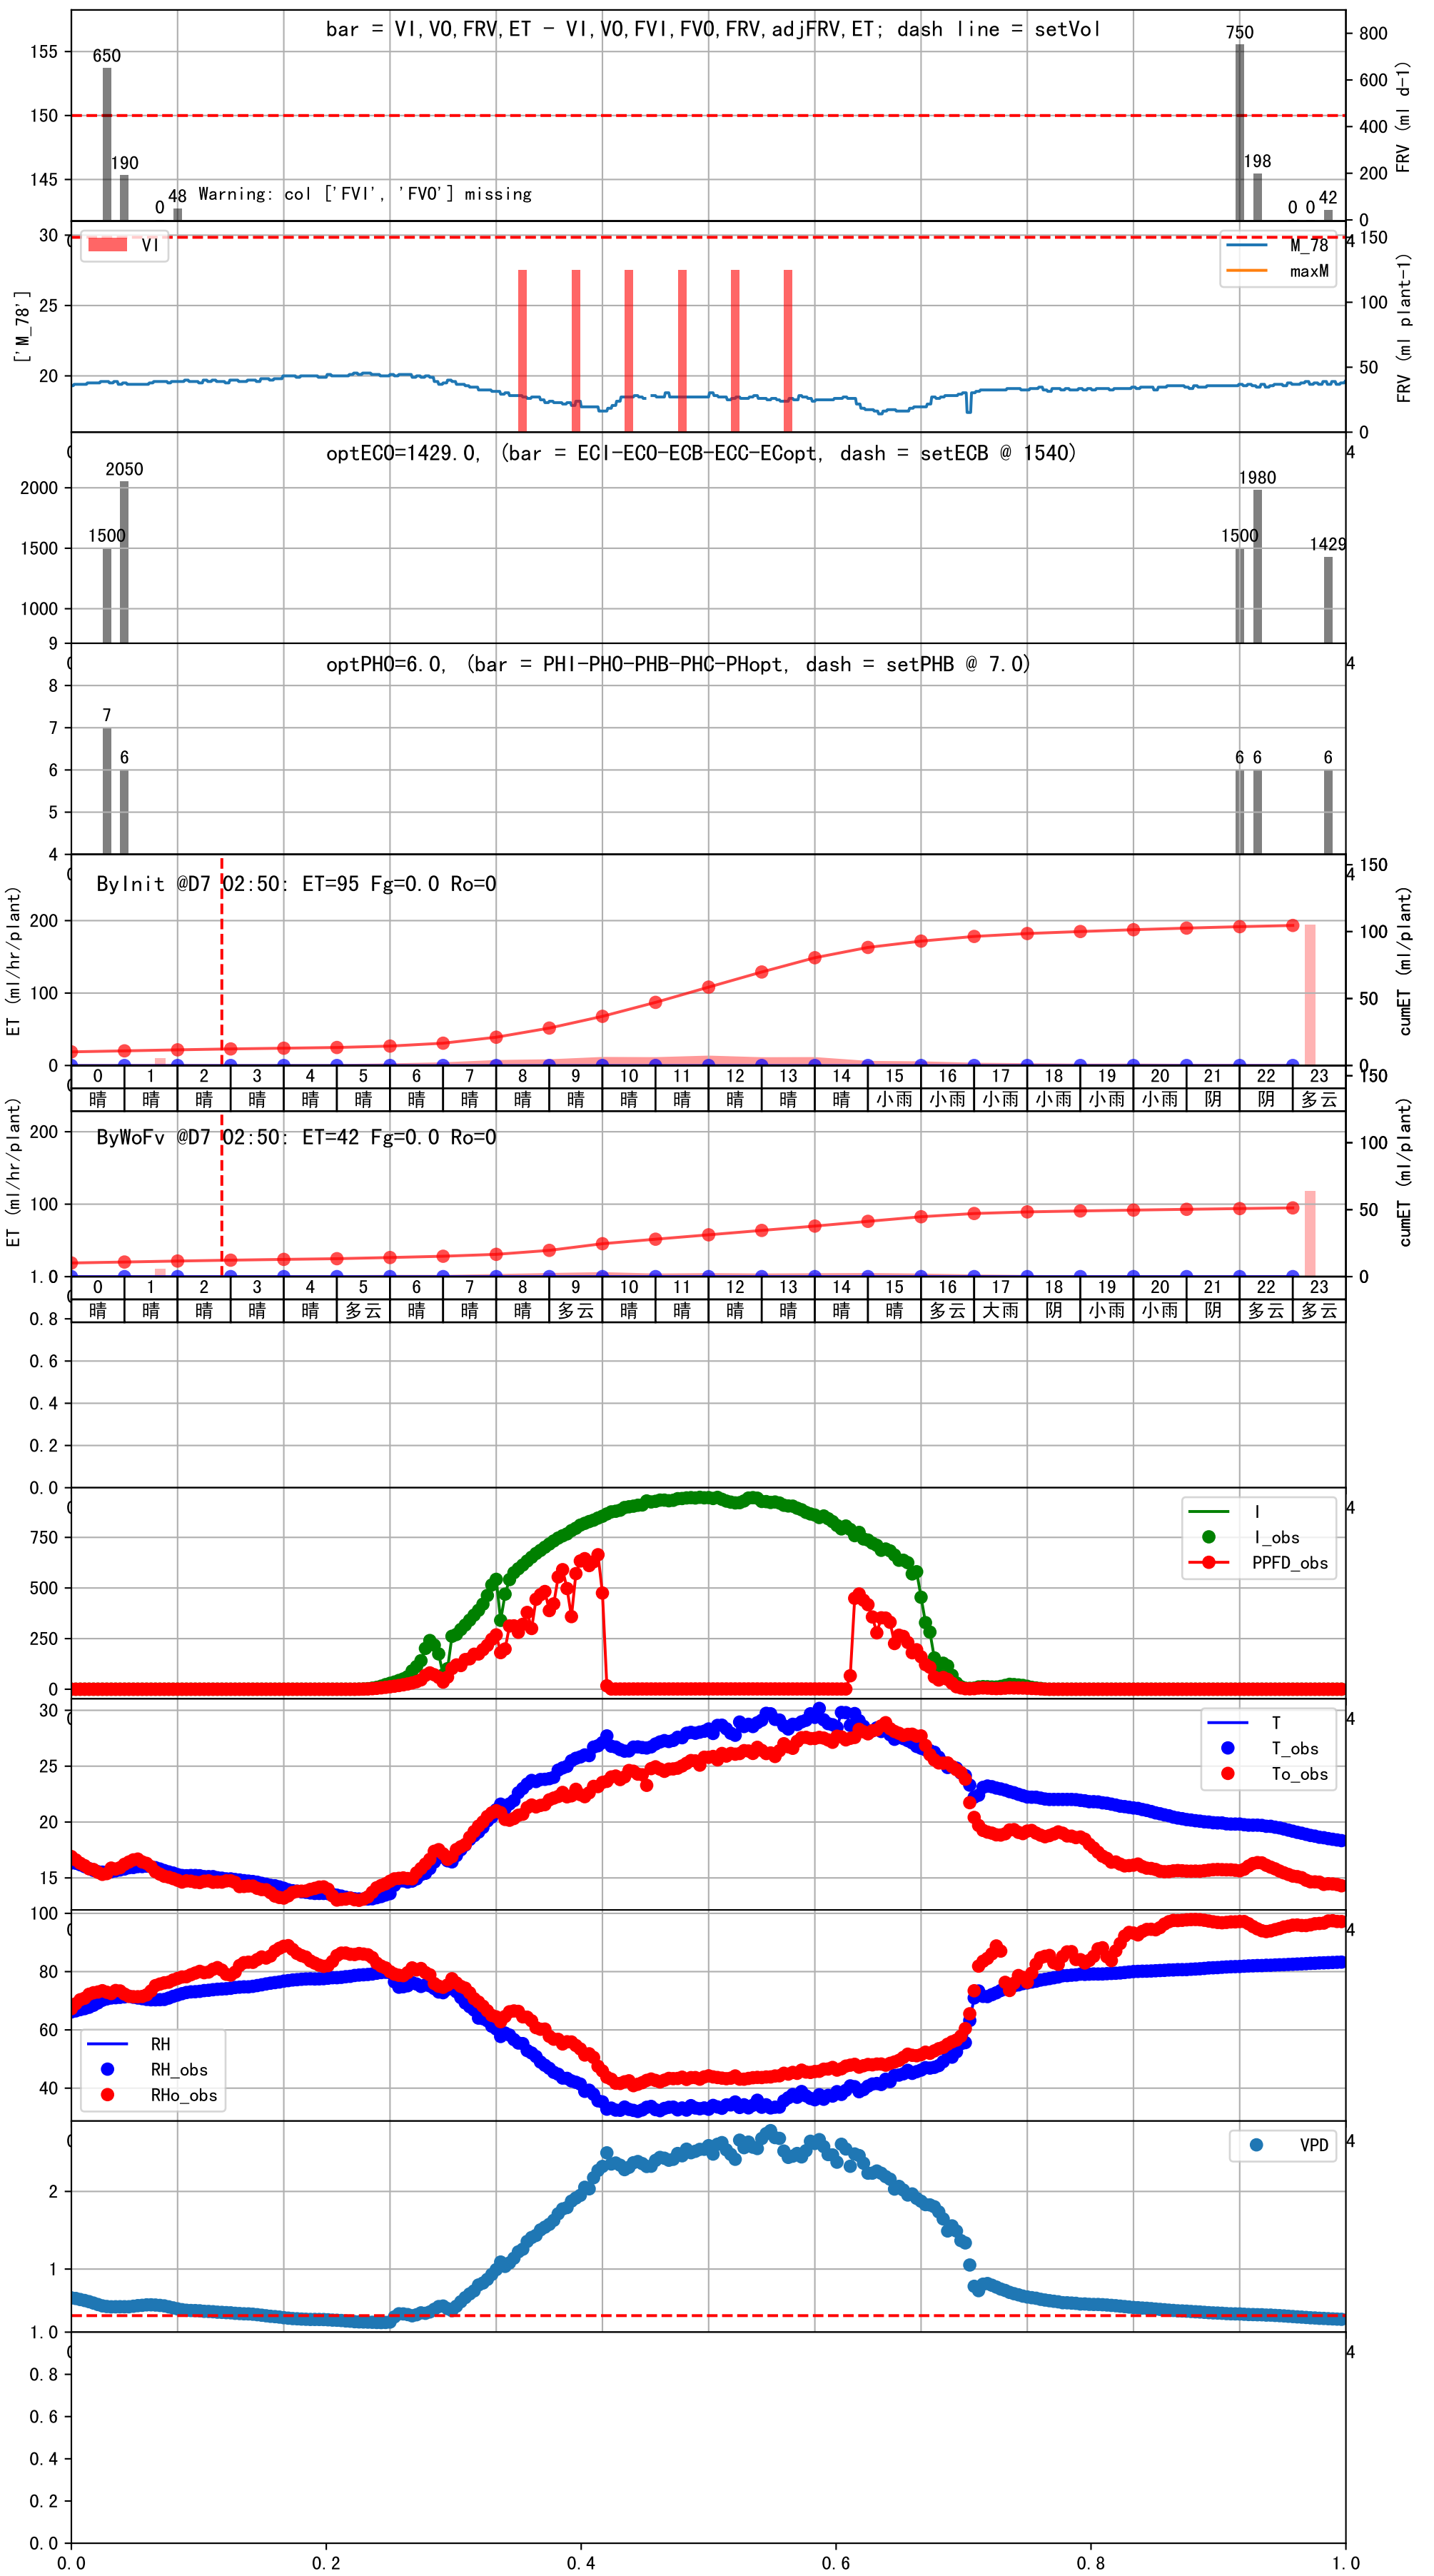 bar = VI,VO,FRV,ET - VI,VO,FVI,FVO,FRV,adjFRV,ET; dash line = setVol
155
150
145
650
190
0
48
Warning: col ['FVI', 'FVO'] missing
750
198
0 0
42
800
600
400
200
0
FRV (ml d-1)
VI
M_78
maxM
30
25
20
['M_78']
150
100
50
0
FRV (ml plant-1)
optECO=1429.0, (bar = ECI-ECO-ECB-ECC-ECopt, dash = setECB @ 1540)
2000
1500
1000
1500
2050
1500
1980
1429
optPHO=6.0, (bar = PHI-PHO-PHB-PHC-PHopt, dash = setPHB @ 7.0)
9
8
7
6
5
4
7
6
6 6
6
ByInit @D7 02:50: ET=95 Fg=0.0 Ro=0
200
100
0
ET (ml/hr/plant)
150
100
50
0
cumET (ml/plant)
0 1 2 3 4 5 6 7 8 9 10 11 12 13 14 15 16 17 18 19 20 21 22 23
晴 晴 晴 晴 晴 晴 晴 晴 晴 晴 晴 晴 晴 晴 晴 小雨 小雨 小雨 小雨 小雨 小雨 阴 阴 多云
ByWoFv @D7 02:50: ET=42 Fg=0.0 Ro=0
200
100
ET (ml/hr/plant)
150
100
50
0
cumET (ml/plant)
0 1 2 3 4 5 6 7 8 9 10 11 12 13 14 15 16 17 18 19 20 21 22 23
晴 晴 晴 晴 晴 多云 晴 晴 晴 多云 晴 晴 晴 晴 晴 晴 多云 大雨 阴 小雨 小雨 阴 多云 多云
1.0
0.8
0.6
0.4
0.2
0.0
I
I_obs
PPFD_obs
750
500
250
0
T
T_obs
To_obs
30
25
20
15
RH
RH_obs
RHo_obs
100
80
60
40
VPD
2
1
1.0
0.8
0.6
0.4
0.2
0.0
0.0 0.2 0.4 0.6 0.8 1.0